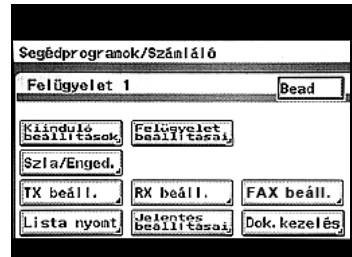 Segédprogramok/Számláló
Felügyelet 1
Bead
Kiinduló beállítások
Felügyelet beállításai
Szla/Enged.
TX beáll.
RX beáll.
FAX beáll.
Lista nyomt
Jelentés beállításai
Dok. kezelés